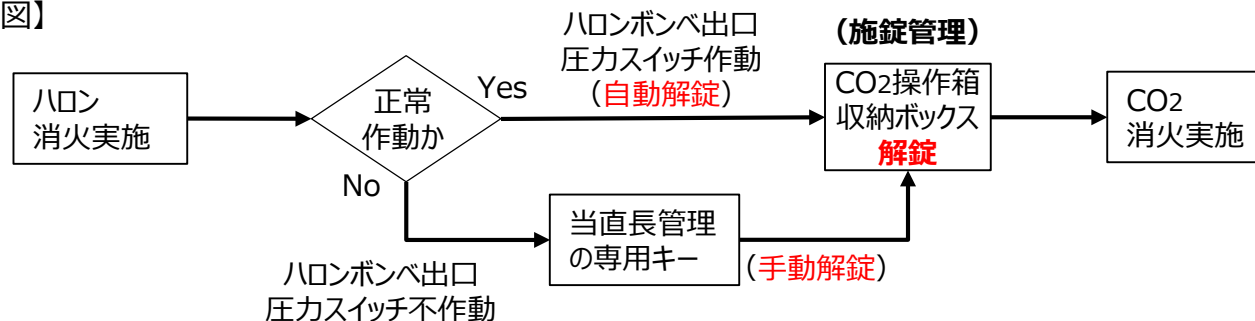 図】
ハロン
消火実施
正常
作動か
Yes
No
ハロンボンベ出口
圧力スイッチ作動
（自動解錠）
（施錠管理）
CO2操作箱
収納ボックス
解錠
CO2
消火実施
当直長管理
の専用キー
（手動解錠）
ハロンボンベ出口
圧力スイッチ不作動